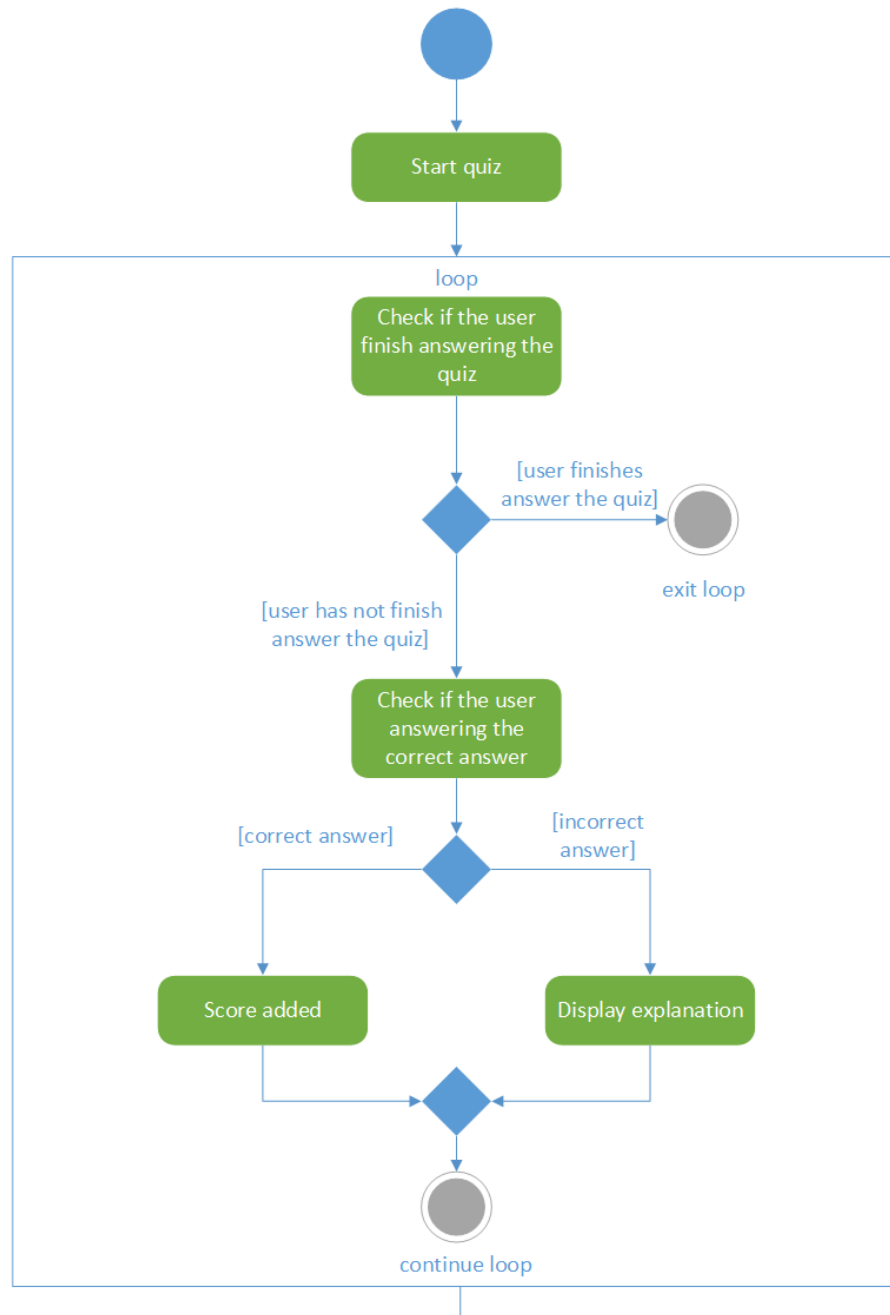 Start quiz
loop
Check if the user
finish answering the
quiz
[user finishes
answer the quiz]
exit loop
[user has not finish
answer the quiz]
Check if the user
answering the
correct answer
[correct answer]
[incorrect
answer]
Score added
Display explanation
continue loop